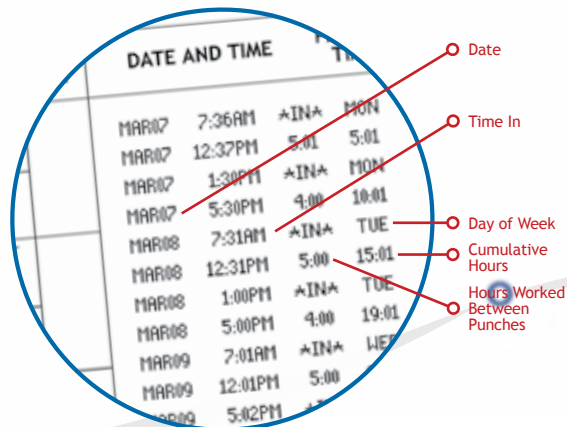 DATE AND TIME
MAR07 7:36AM *IN* MON
MAR07 12:37PM 5:01 5:01
MAR07 1:30PM *IN* MON
MAR07 5:30PM 4:00 10:01
MAR08 7:31AM *IN* TUE
MAR08 12:31PM 5:00 15:01
MAR08 1:00PM *IN* TUE
MAR08 5:00PM 4:00 19:01
MAR09 7:01AM *IN* WED
MAR09 12:01PM 5:00
5:02PM
Date
Time In
Day of Week
Cumulative
Hours
Hours Worked
Between
Punches